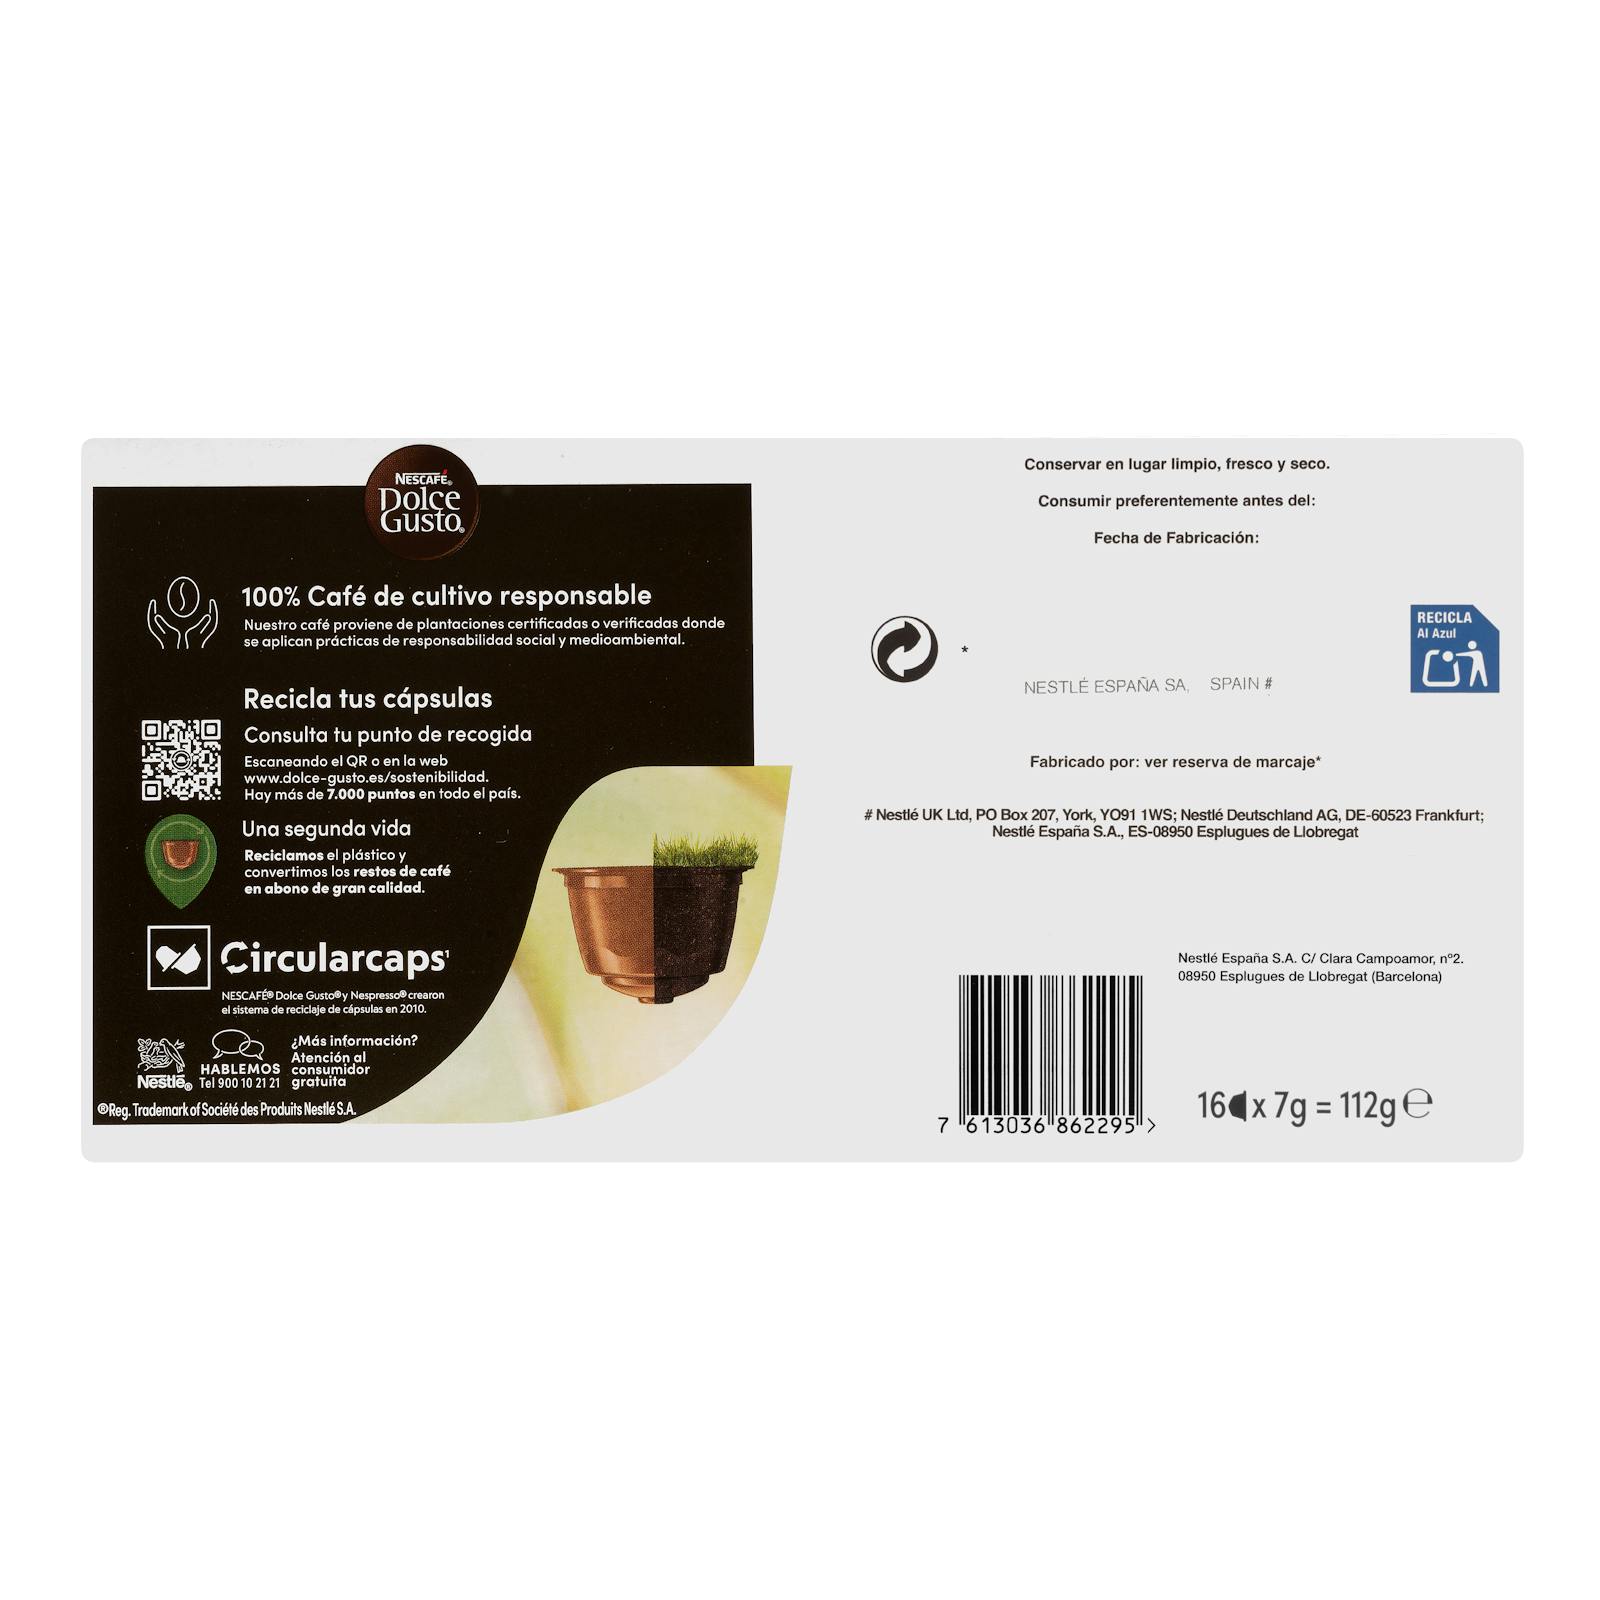 NESCAFÉ®
Dolce
Gusto®
100% Café de cultivo responsable
Nuestro café proviene de plantaciones certificadas o verificadas donde
se aplican prácticas de responsabilidad social y medioambiental.
Recicla tus cápsulas
Consulta tu punto de recogida
Escaneando el QR o en la web
www.dolce-gusto.es/sostenibilidad.
Hay más de 7.000 puntos en todo el país.
Una segunda vida
Reciclamos el plástico y
convertimos los restos de café
en abono de gran calidad.
Circularcaps¹
NESCAFÉ® Dolce Gusto® y Nespresso® crearon
el sistema de reciclaje de cápsulas en 2010.
Nestlé®
HABLEMOS
Tel 900 10 21 21
¿Más información?
Atención al
consumidor
gratuita
®Reg. Trademark of Société des Produits Nestlé S.A.
Conservar en lugar limpio, fresco y seco.
Consumir preferentemente antes del:
Fecha de Fabricación:
*
RECICLA
Al Azul
NESTLÉ ESPAÑA SA, SPAIN #
Fabricado por: ver reserva de marcaje*
# Nestlé UK Ltd, PO Box 207, York, YO91 1WS; Nestlé Deutschland AG, DE-60523 Frankfurt;
Nestlé España S.A., ES-08950 Esplugues de Llobregat
Nestlé España S.A. C/ Clara Campoamor, nº2.
08950 Esplugues de Llobregat (Barcelona)
7 613036 862295 >
16 x 7g = 112g ℮